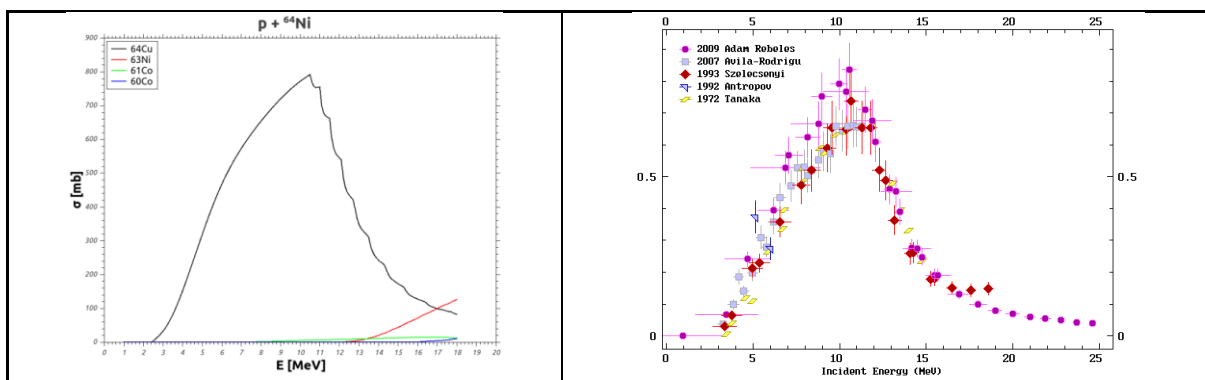 p + ⁶⁴Ni
900
800
700
600
500
400
300
200
100
0
σ [mb]
64Cu
63Ni
61Co
60Co
0 1 2 3 4 5 6 7 8 9 10 11 12 13 14 15 16 17 18 19 20
E [MeV]
5 10 15 20 25
2009 Adam Rebeles
2007 Avila-Rodrigu
1993 Szelecsenyi
1992 Antropov
1972 Tanaka
0.5 0.5
0 0
0 5 10 15 20 25
Incident Energy (MeV)